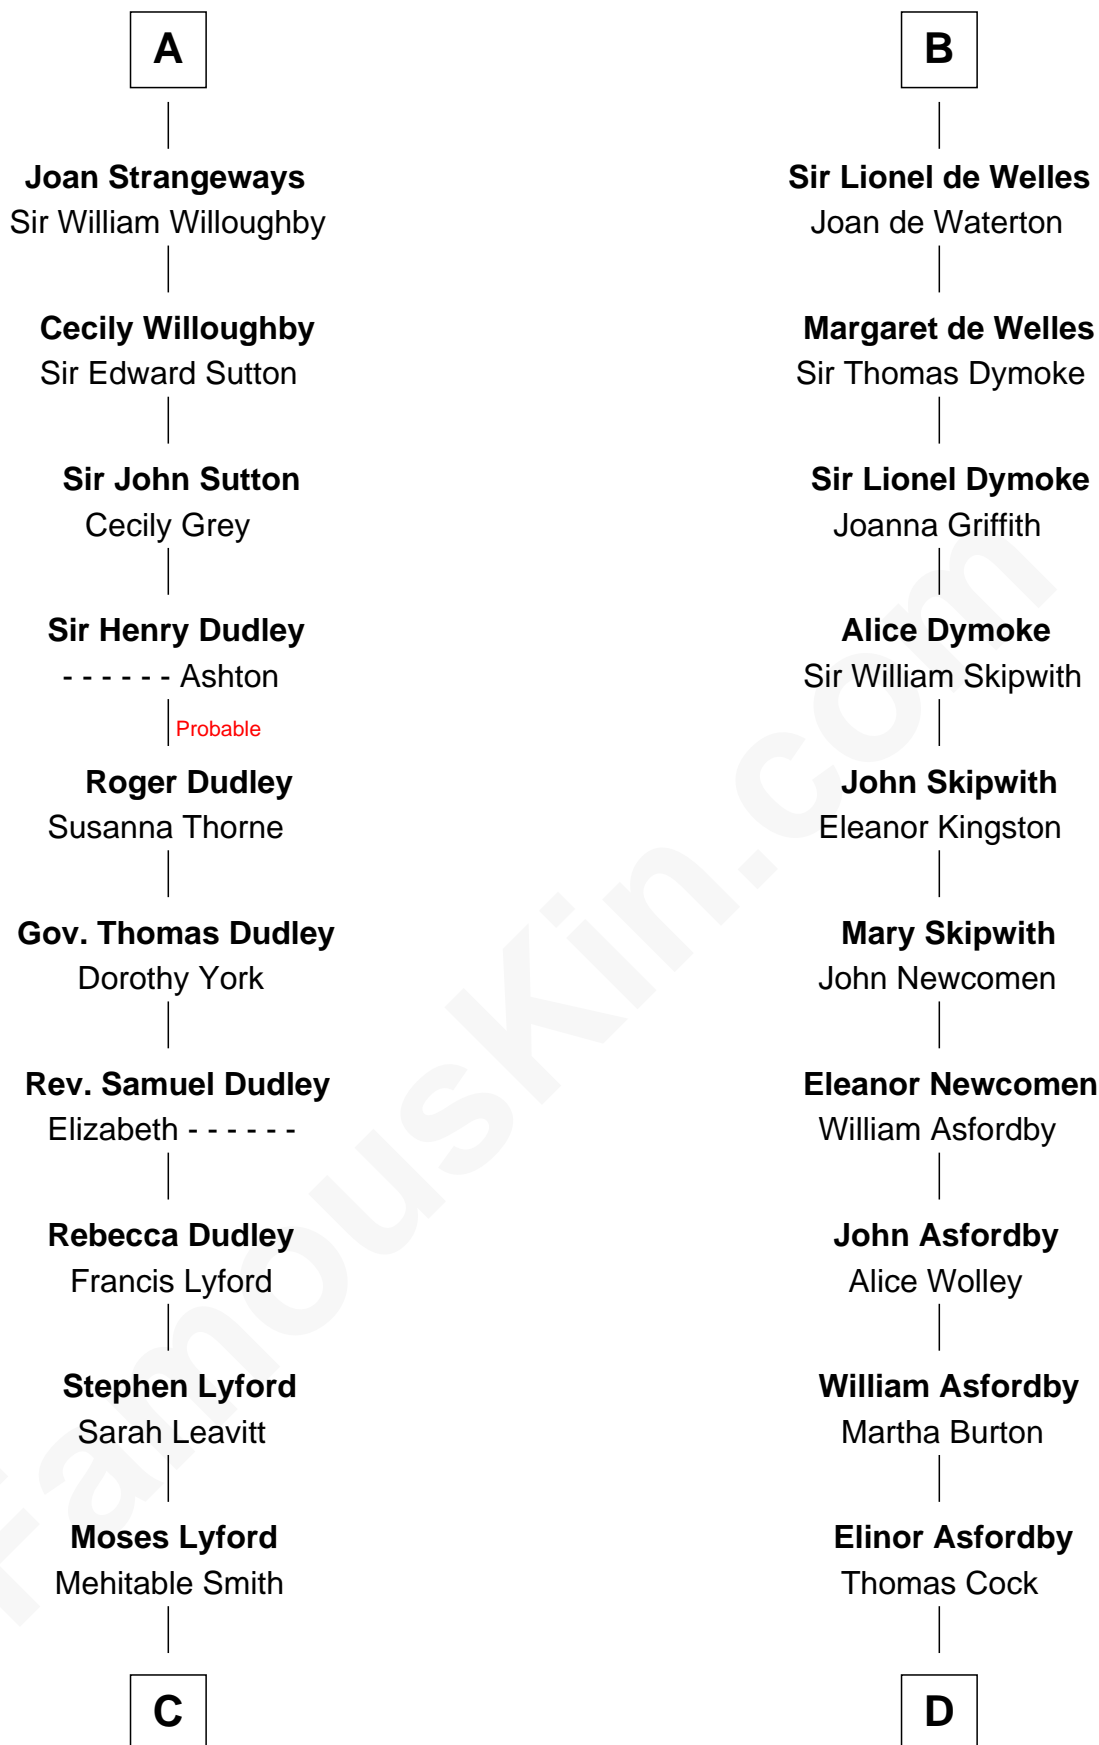 A
Joan Strangeways
Sir William Willoughby
Cecily Willoughby
Sir Edward Sutton
Sir John Sutton
Cecily Grey
Sir Henry Dudley
- - - - - - Ashton
Probable
Roger Dudley
Susanna Thorne
Gov. Thomas Dudley
Dorothy York
Rev. Samuel Dudley
Elizabeth - - - - - -
Rebecca Dudley
Francis Lyford
Stephen Lyford
Sarah Leavitt
Moses Lyford
Mehitable Smith
C
B
Sir Lionel de Welles
Joan de Waterton
Margaret de Welles
Sir Thomas Dymoke
Sir Lionel Dymoke
Joanna Griffith
Alice Dymoke
Sir William Skipwith
John Skipwith
Eleanor Kingston
Mary Skipwith
John Newcomen
Eleanor Newcomen
William Asfordby
John Asfordby
Alice Wolley
William Asfordby
Martha Burton
Elinor Asfordby
Thomas Cock
D
FamousKin.com